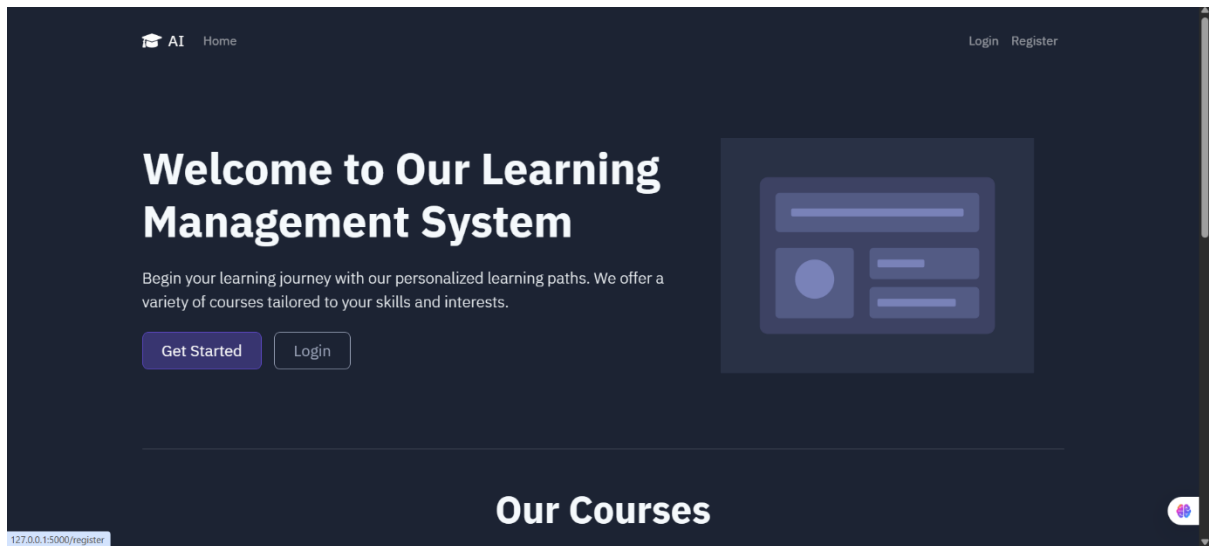 AI Home Login Register
Welcome to Our Learning
Management System
Begin your learning journey with our personalized learning paths. We offer a
variety of courses tailored to your skills and interests.
Get Started Login
Our Courses
127.0.0.1:5000/register